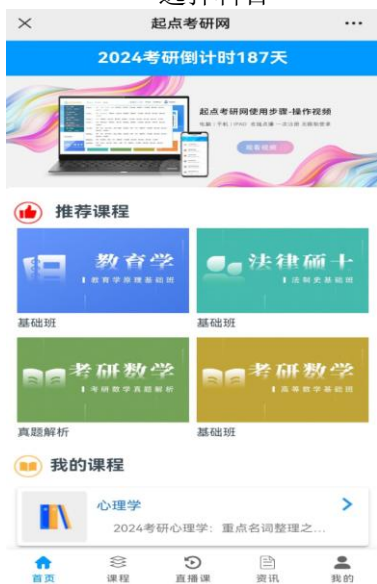 起点考研网
2024考研倒计时187天
起点考研网使用步骤-操作视频
推荐课程
教育学
教育学原理基础班
法律硕士
法制史基础班
基础班
基础班
考研数学
考研数学真题解析
考研数学
高等数学基础班
真题解析
基础班
我的课程
心理学
2024考研心理学：重点名词整理之...
首页
课程
直播课
资讯
我的